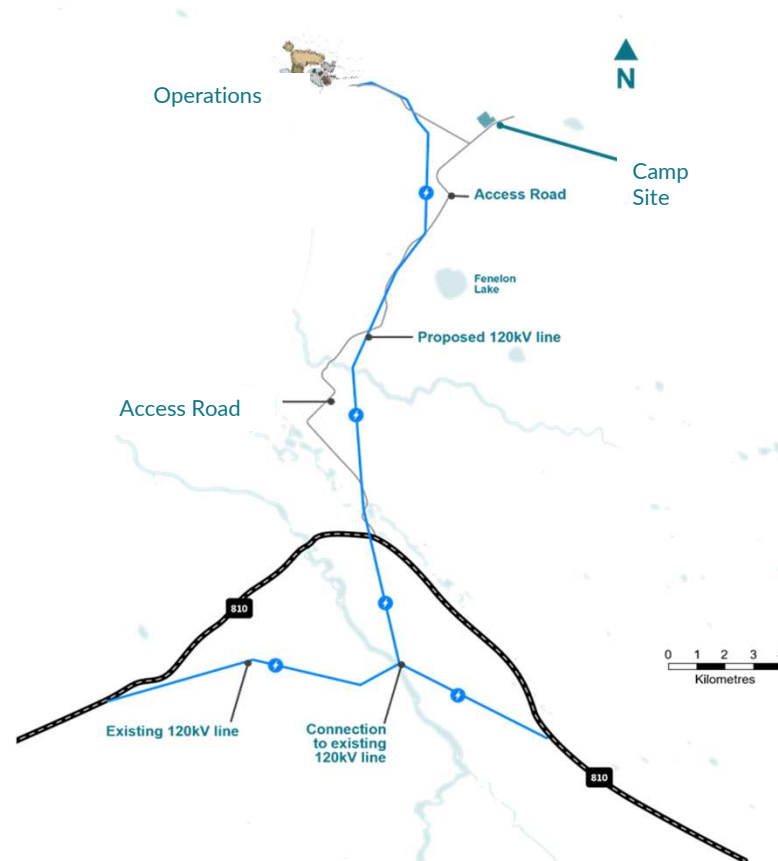 Operations
N
Camp
Site
Access Road
Fenelon
Lake
Proposed 120kV line
Access Road
810
0 1 2 3
Kilometres
Existing 120kV line
Connection
to existing
120kV line
810